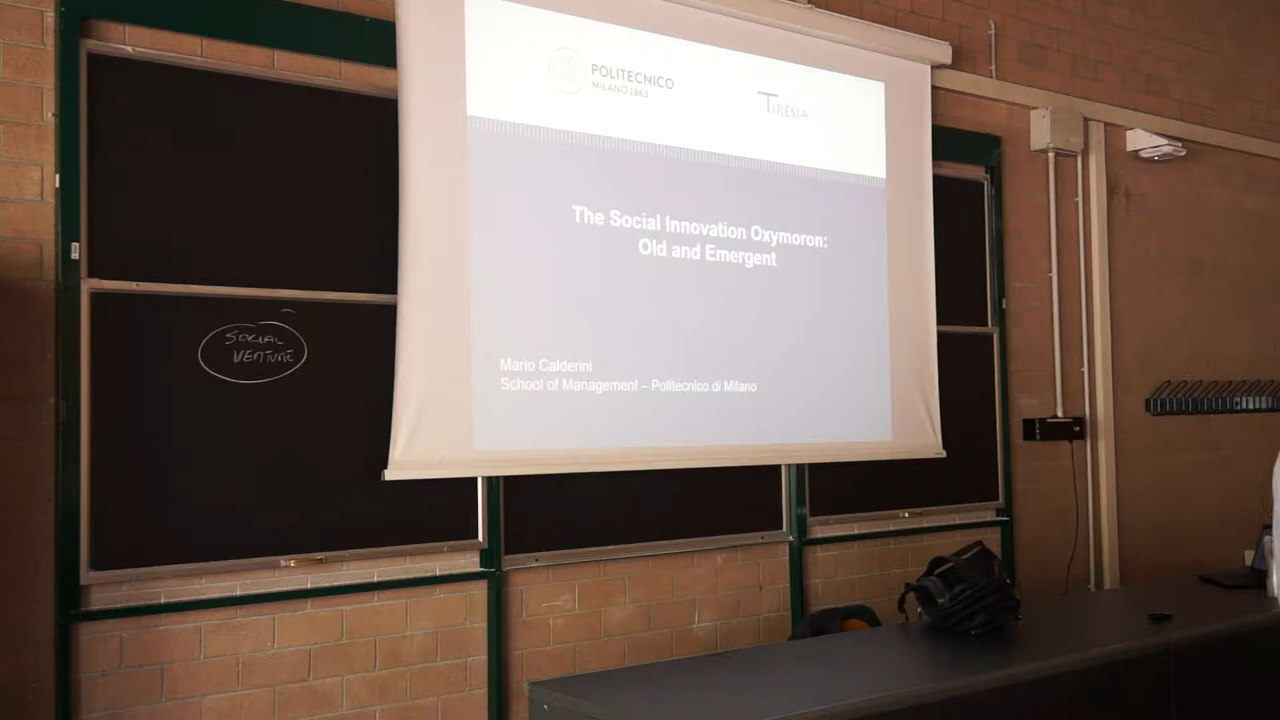 POLITECNICO
MILANO 1863
TIRESIA
The Social Innovation Oxymoron:
Old and Emergent
Mario Calderini
School of Management – Politecnico di Milano
SOCIAL
VENTURE